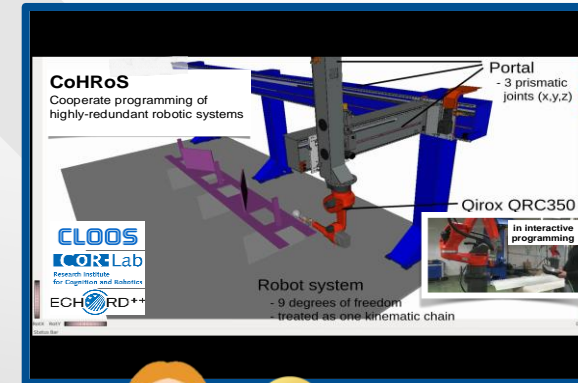 CoHRoS
Cooperate programming of
highly-redundant robotic systems
Portal
- 3 prismatic
joints (x,y,z)
Qirox QRC350
in interactive
programming
CLOOS
COR-Lab
Research Institute
for Cognition and Robotics
ECHORD++
Robot system
- 9 degrees of freedom
- treated as one kinematic chain
Status Bar